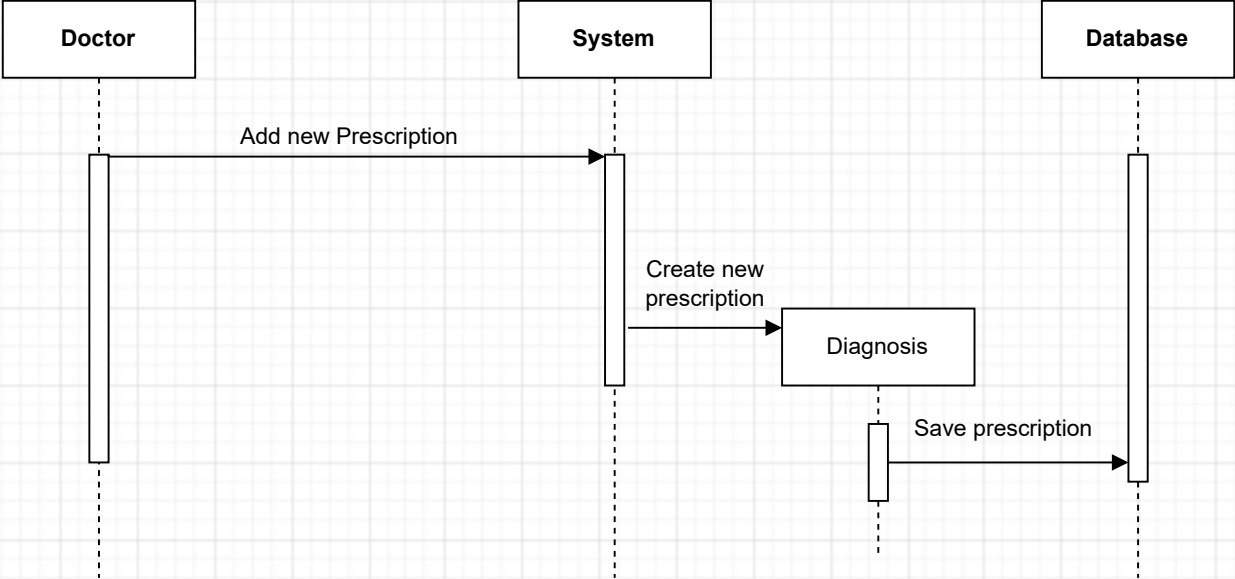 Doctor
System
Database
Add new Prescription
Create new
prescription
Diagnosis
Save prescription